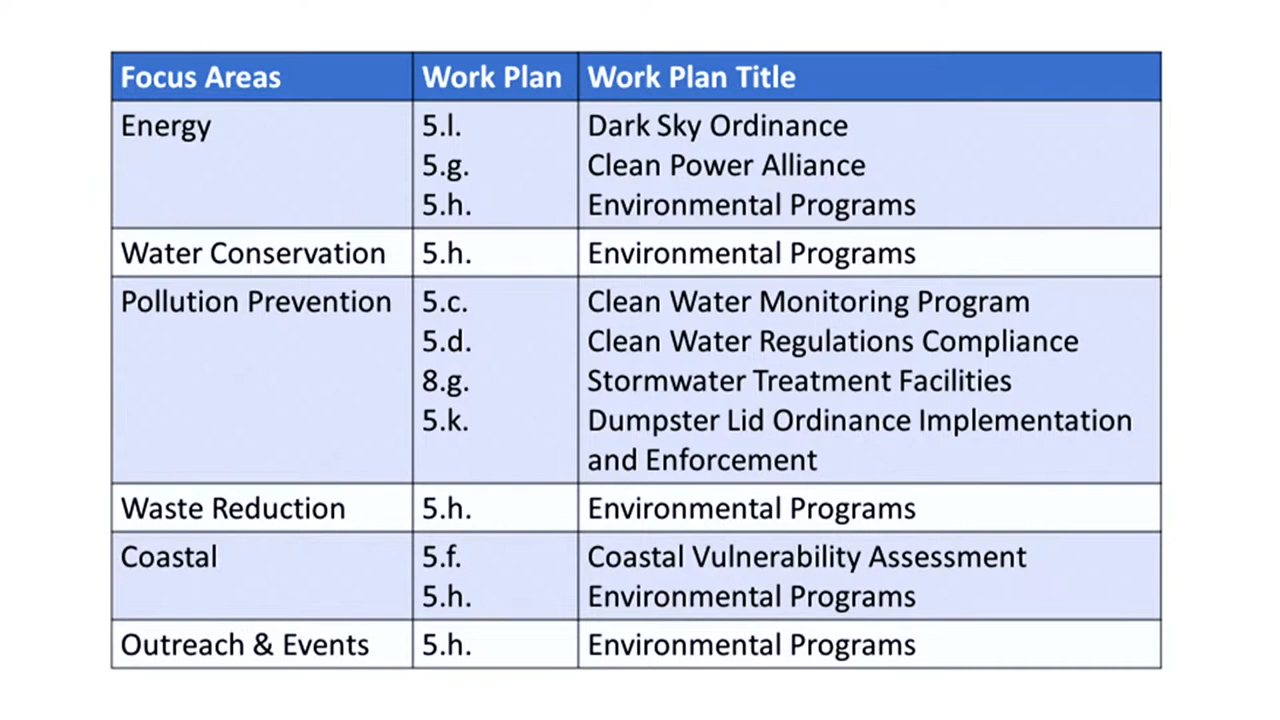 Focus Areas Work Plan Work Plan Title
Energy 5.l. Dark Sky Ordinance
5.g. Clean Power Alliance
5.h. Environmental Programs
Water Conservation 5.h. Environmental Programs
Pollution Prevention 5.c. Clean Water Monitoring Program
5.d. Clean Water Regulations Compliance
8.g. Stormwater Treatment Facilities
5.k. Dumpster Lid Ordinance Implementation
and Enforcement
Waste Reduction 5.h. Environmental Programs
Coastal 5.f. Coastal Vulnerability Assessment
5.h. Environmental Programs
Outreach & Events 5.h. Environmental Programs